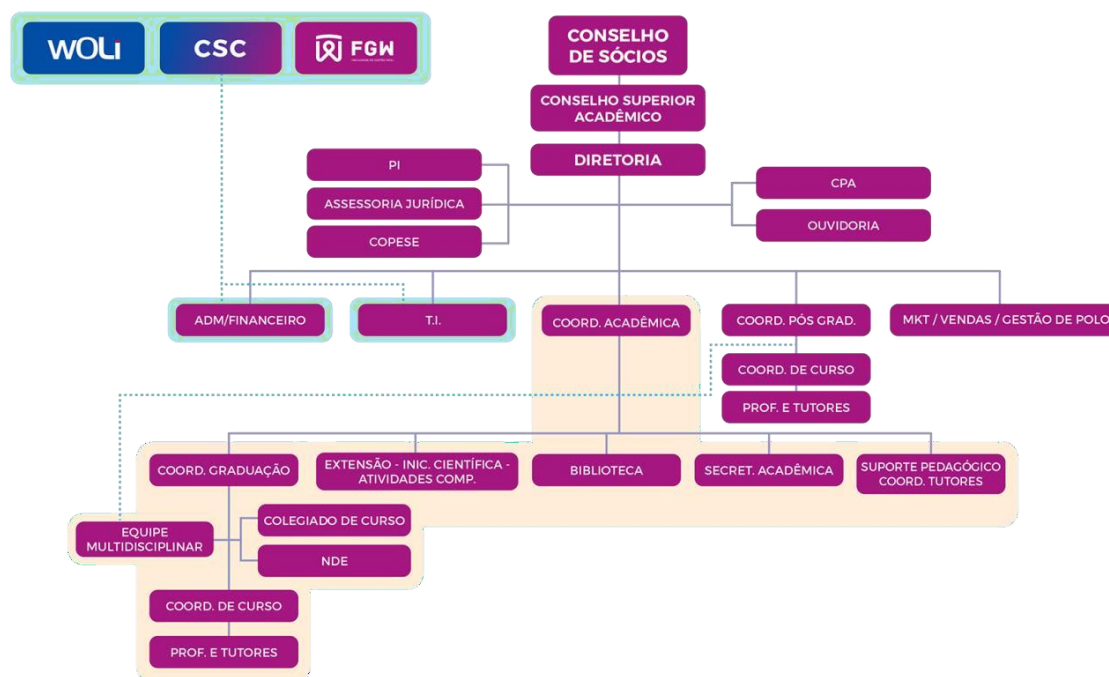 WOLI
CSC
FGW
CONSELHO
DE SÓCIOS
CONSELHO SUPERIOR
ACADÊMICO
DIRETORIA
PI
ASSESSORIA JURÍDICA
COPESE
CPA
OUVIDORIA
ADM/FINANCEIRO
T.I.
COORD. ACADÊMICA
COORD. PÓS GRAD.
MKT / VENDAS / GESTÃO DE POLO
COORD. DE CURSO
PROF. E TUTORES
COORD. GRADUAÇÃO
EXTENSÃO - INIC. CIENTÍFICA -
ATIVIDADES COMP.
BIBLIOTECA
SECRET. ACADÊMICA
SUPORTE PEDAGÓGICO
COORD. TUTORES
EQUIPE
MULTIDISCIPLINAR
COLEGIADO DE CURSO
NDE
COORD. DE CURSO
PROF. E TUTORES